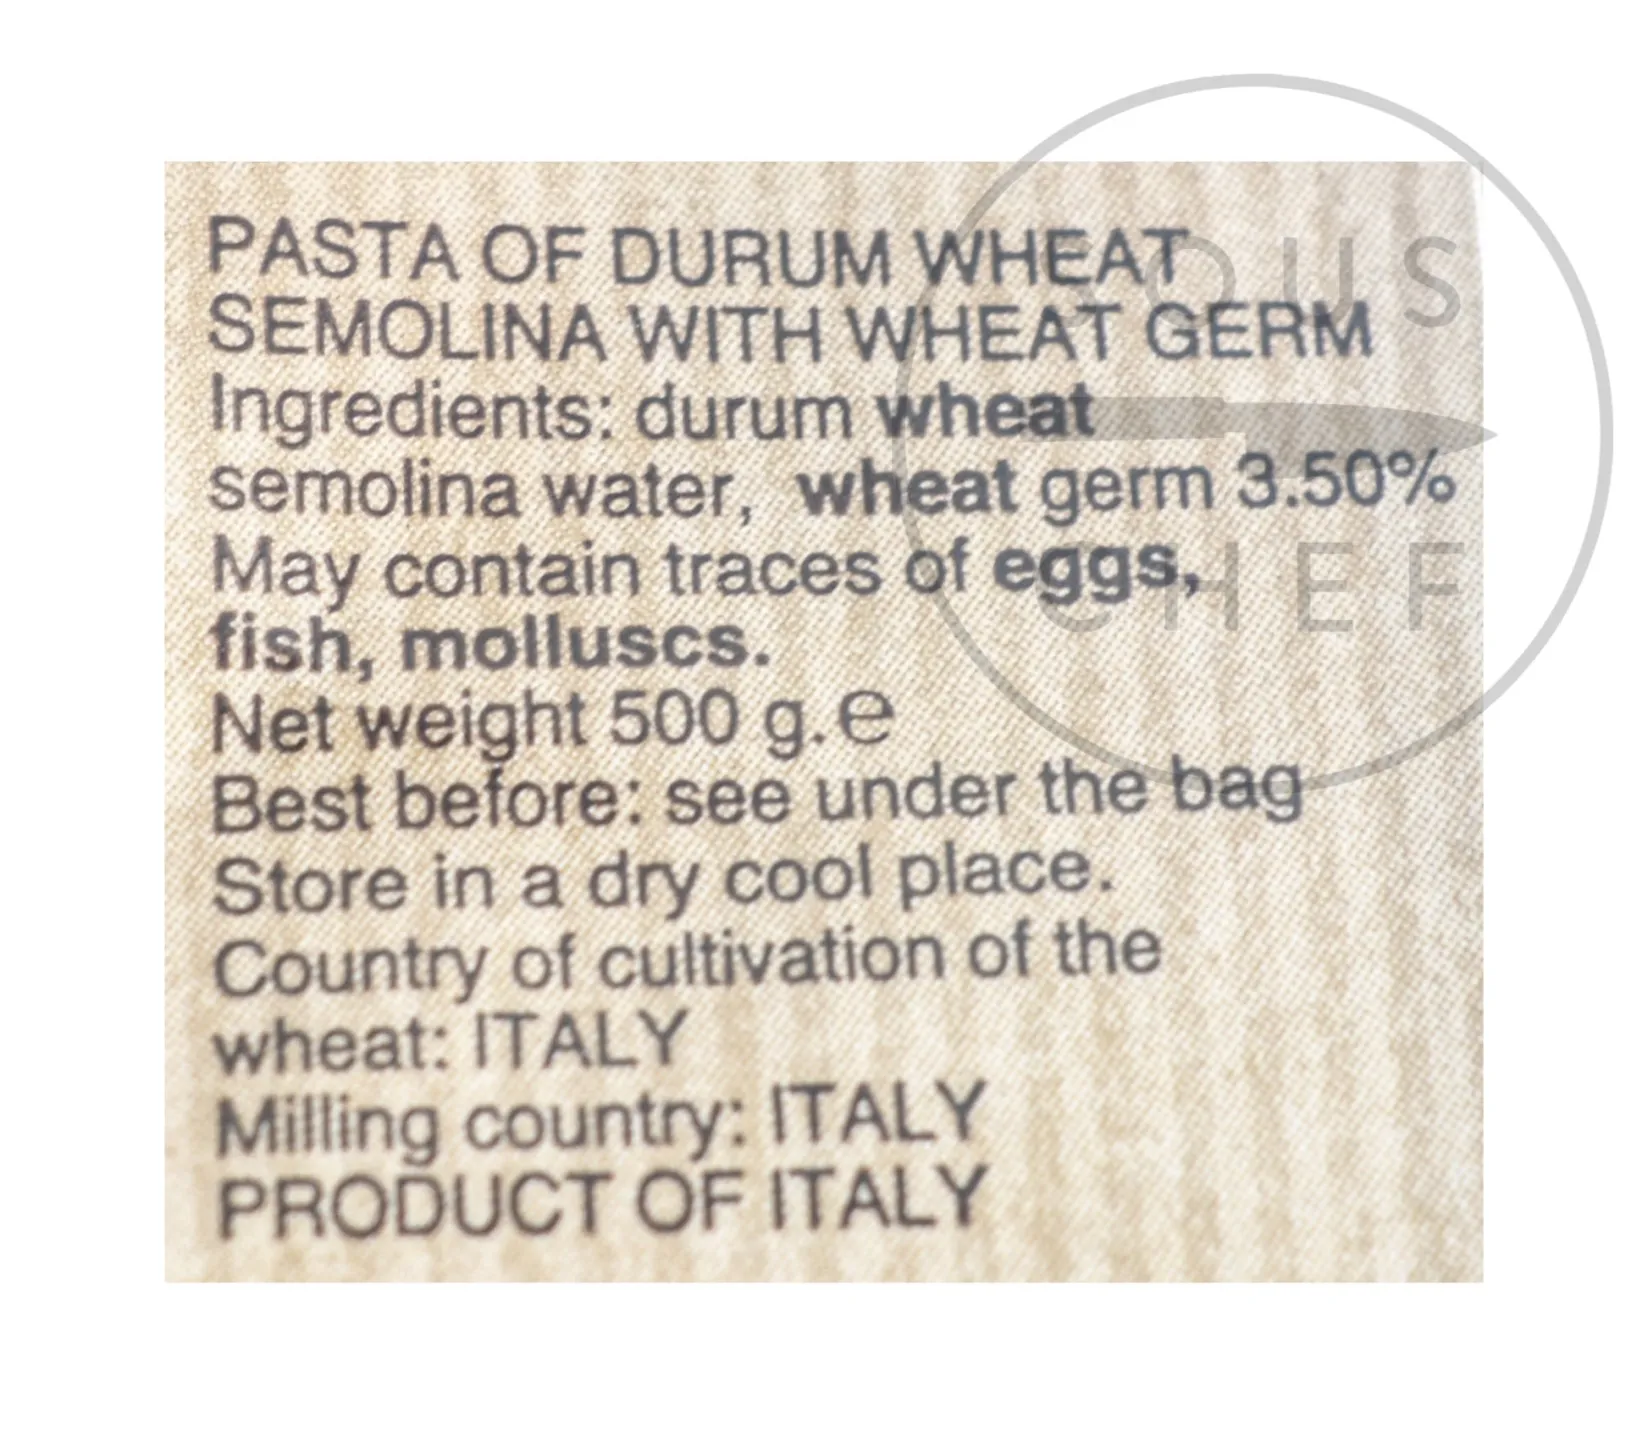 PASTA OF DURUM WHEAT
SEMOLINA WITH WHEAT GERM
Ingredients: durum wheat
semolina water, wheat germ 3.50%
May contain traces of eggs,
fish, molluscs.
Net weight 500 g.℮
Best before: see under the bag
Store in a dry cool place.
Country of cultivation of the
wheat: ITALY
Milling country: ITALY
PRODUCT OF ITALY
SOUS
CHEF